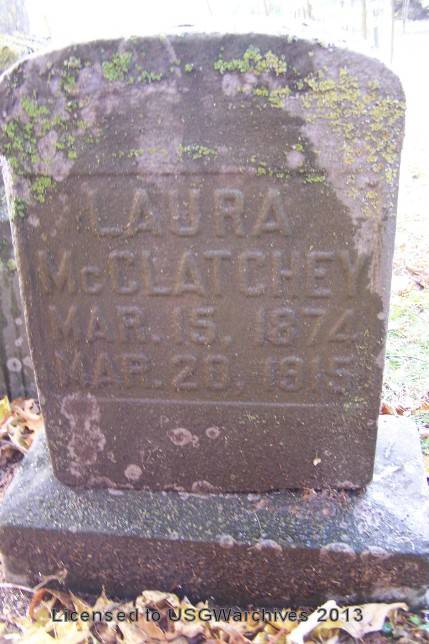 LAURA
McCLATCHEY
MAR. 15. 1874
MAR. 20. 1915
Licensed to USGWarchives 2013